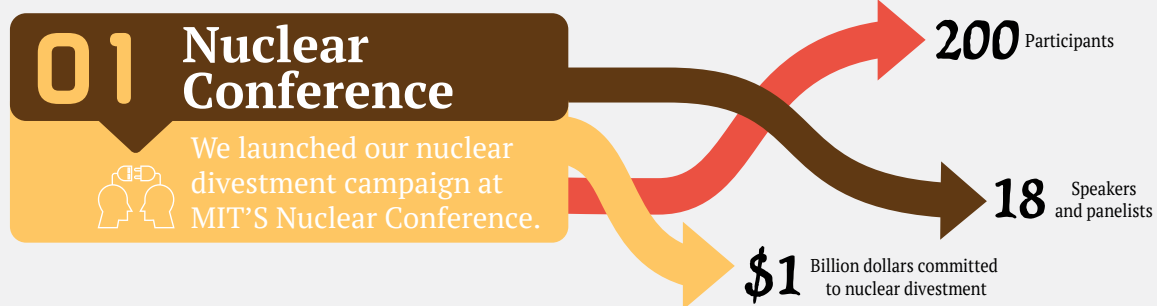 01
Nuclear
Conference
We launched our nuclear
divestment campaign at
MIT'S Nuclear Conference.
200 Participants
18 Speakers
and panelists
$1 Billion dollars committed
to nuclear divestment